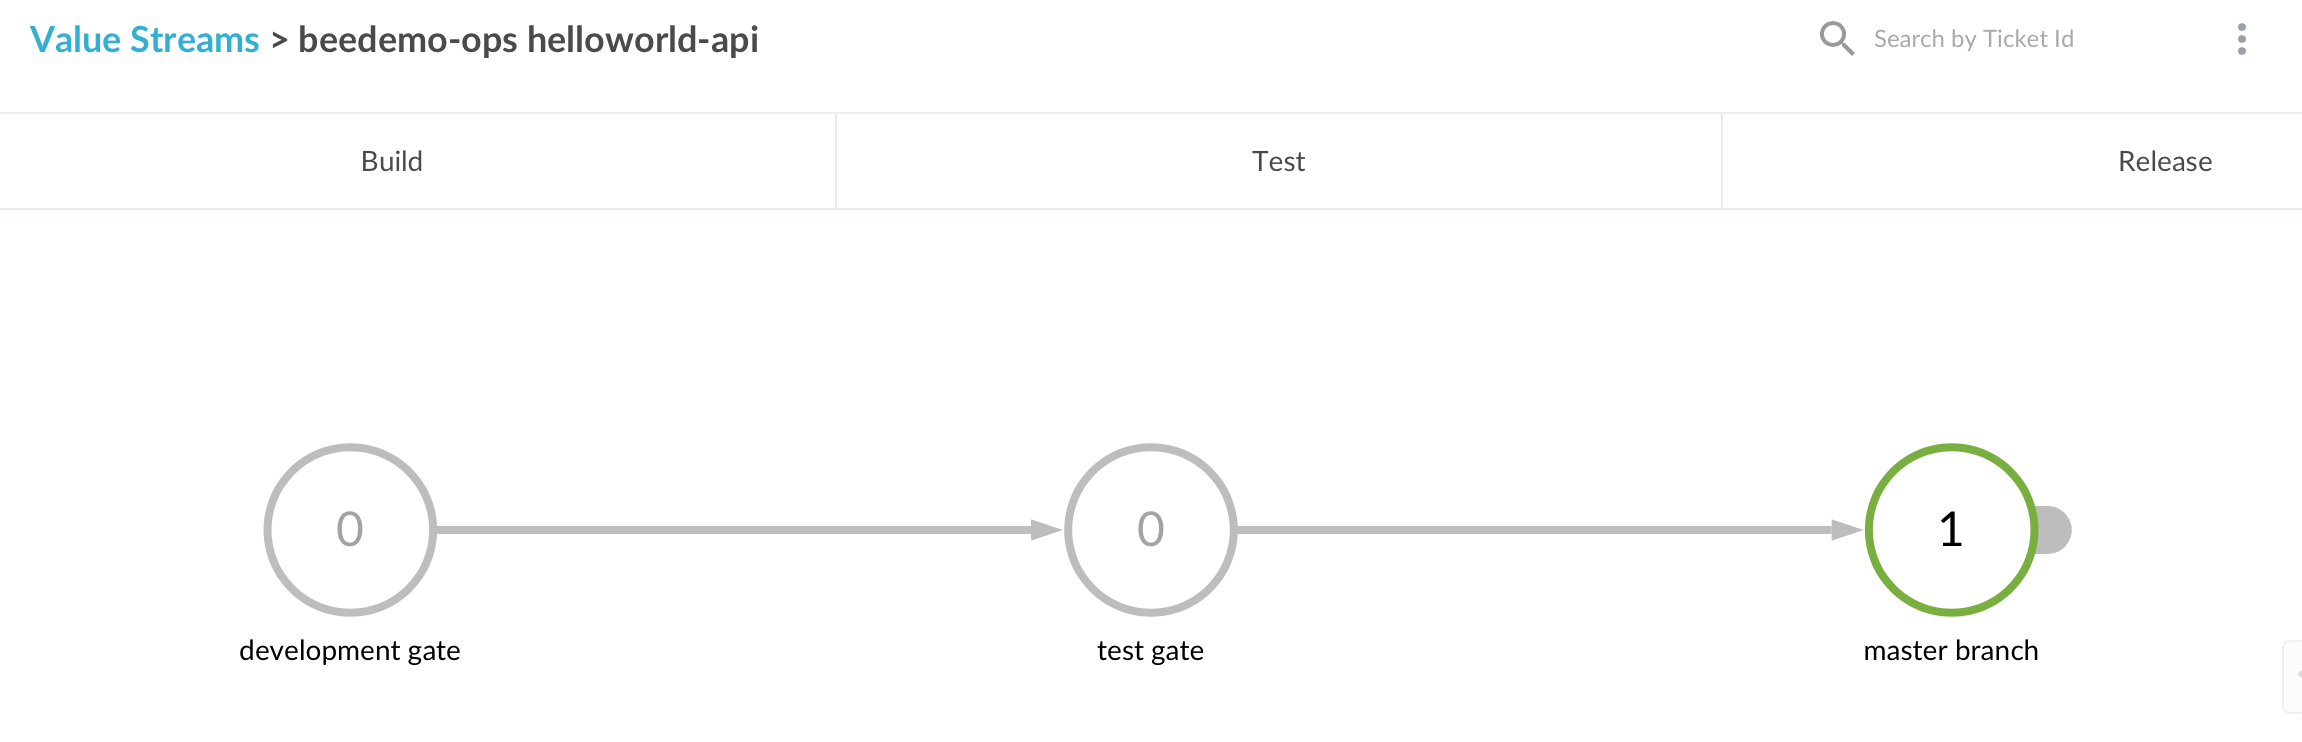 Value Streams > beedemo-ops helloworld-api
Search by Ticket Id
Build
Test
Release
0
0
1
development gate
test gate
master branch